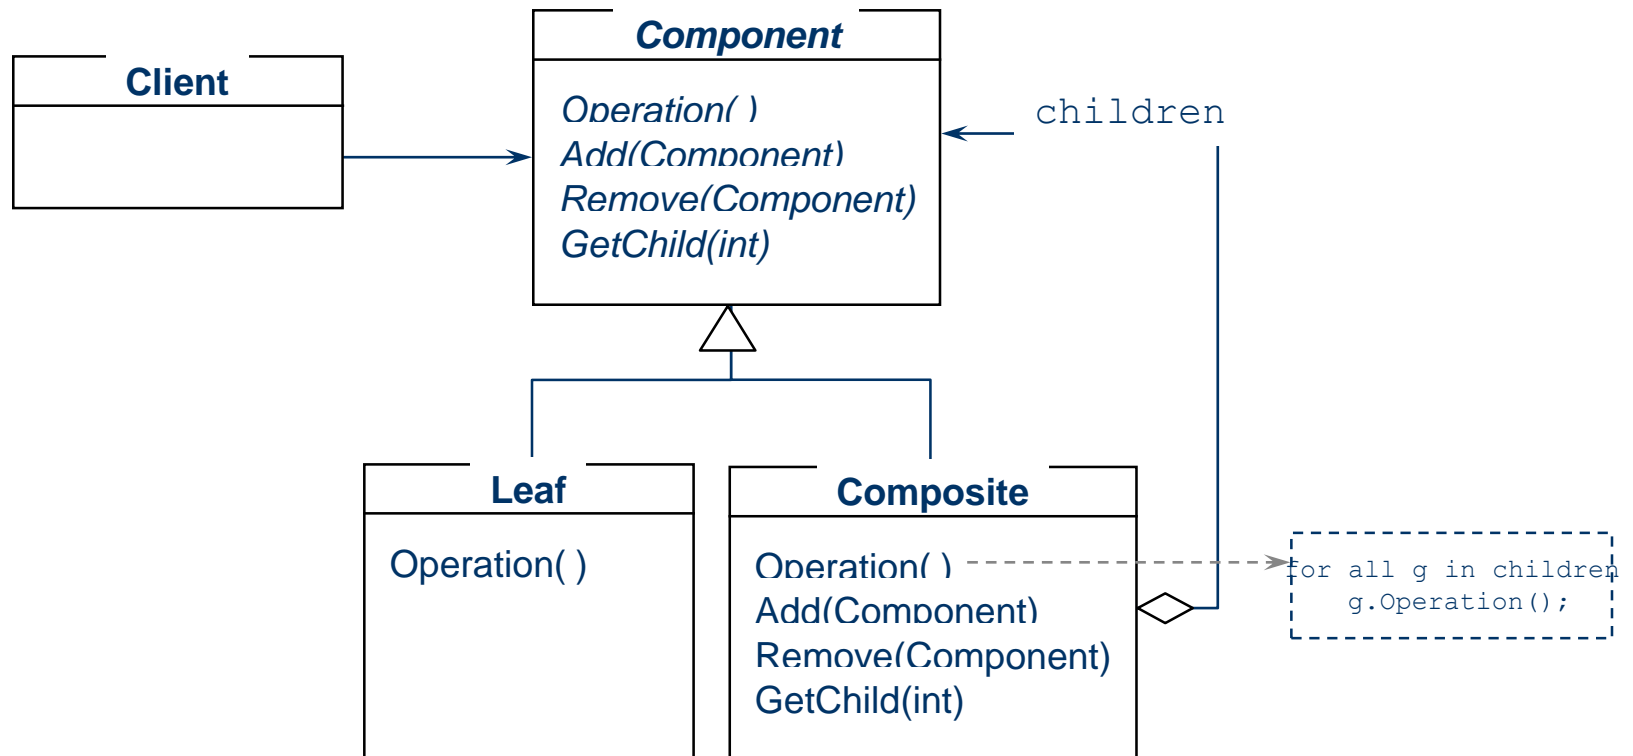 Component
Client
Operation( )
Add(Component)
Remove(Component)
GetChild(int)
children
Leaf
Operation( )
Composite
Operation( )
Add(Component)
Remove(Component)
GetChild(int)
for all g in children
g.Operation();